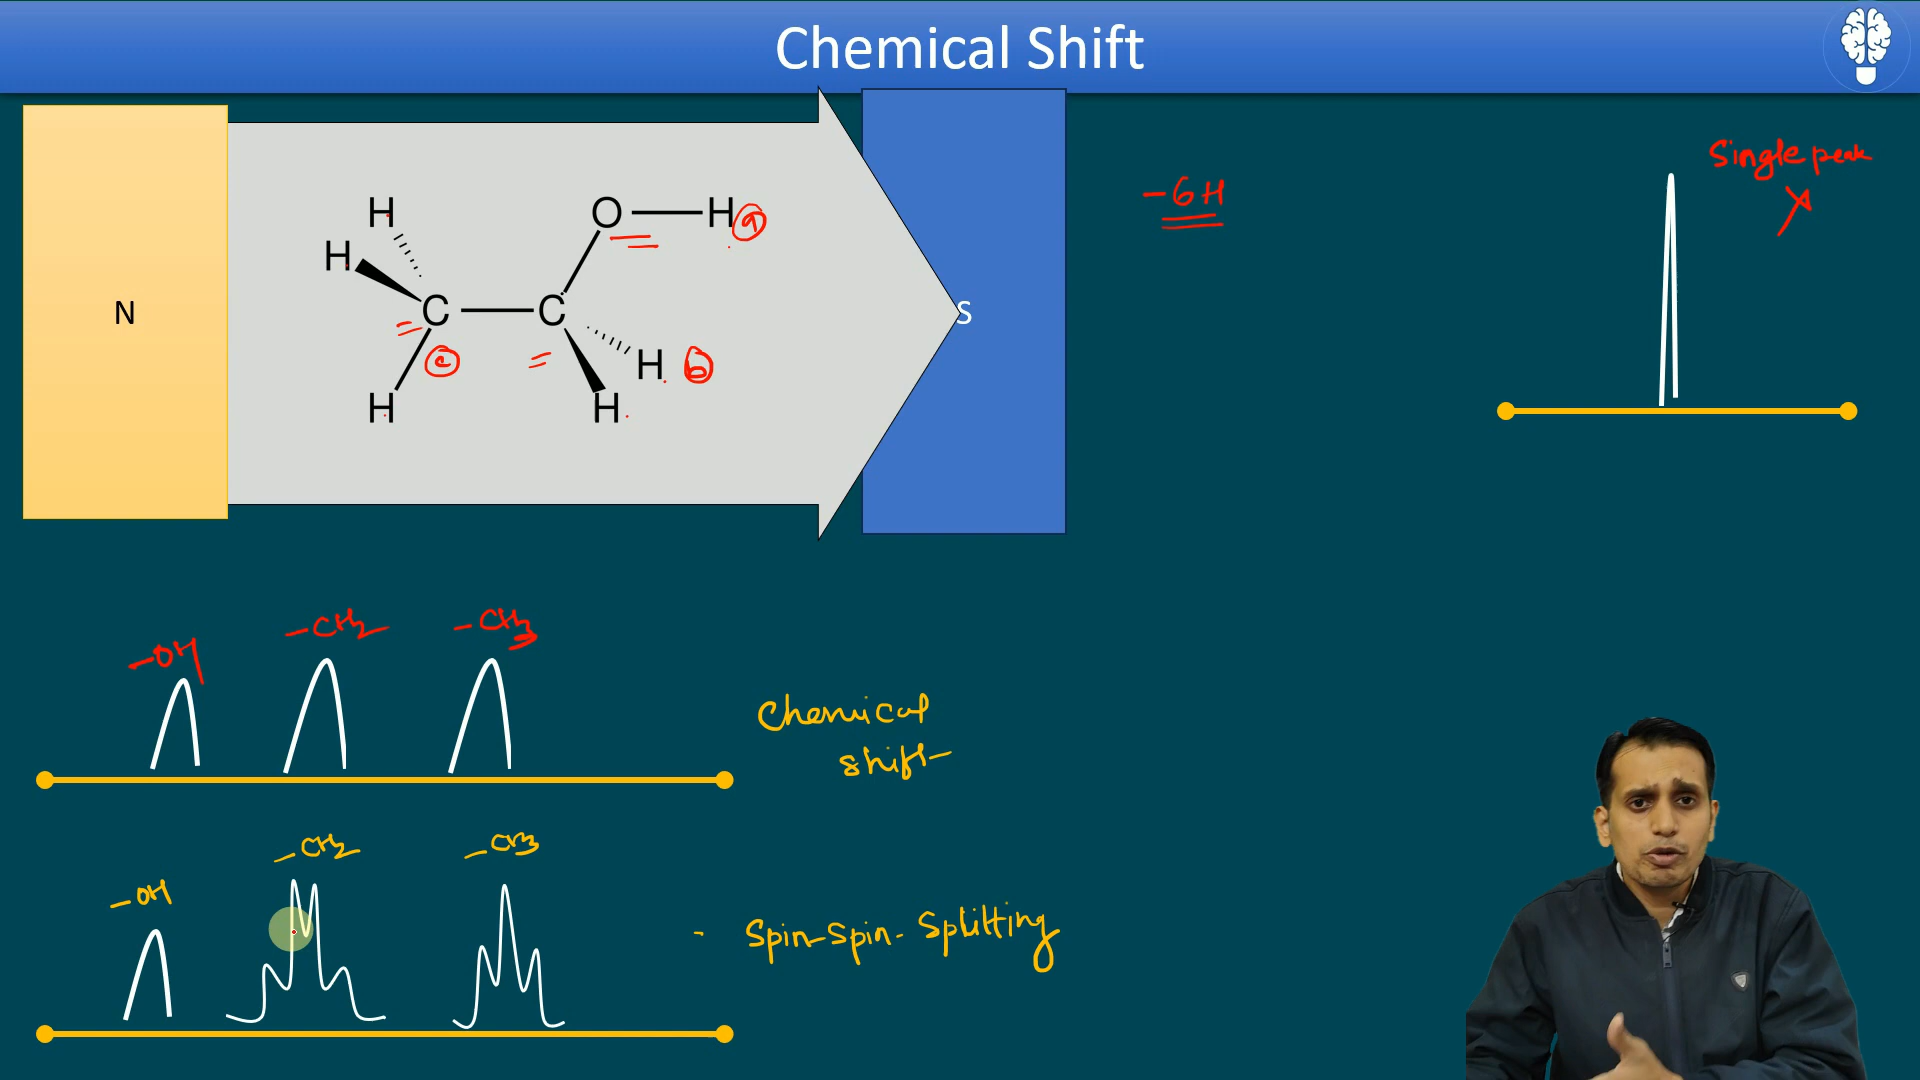 Chemical Shift
N
S
H
H
C
C
O
H
H
H
H
a
b
c
-6H
Single peak
-OH
-CH2-
-CH3
Chemical
shift-
-OH
-CH2-
-CH3
- Spin-Spin- Splitting